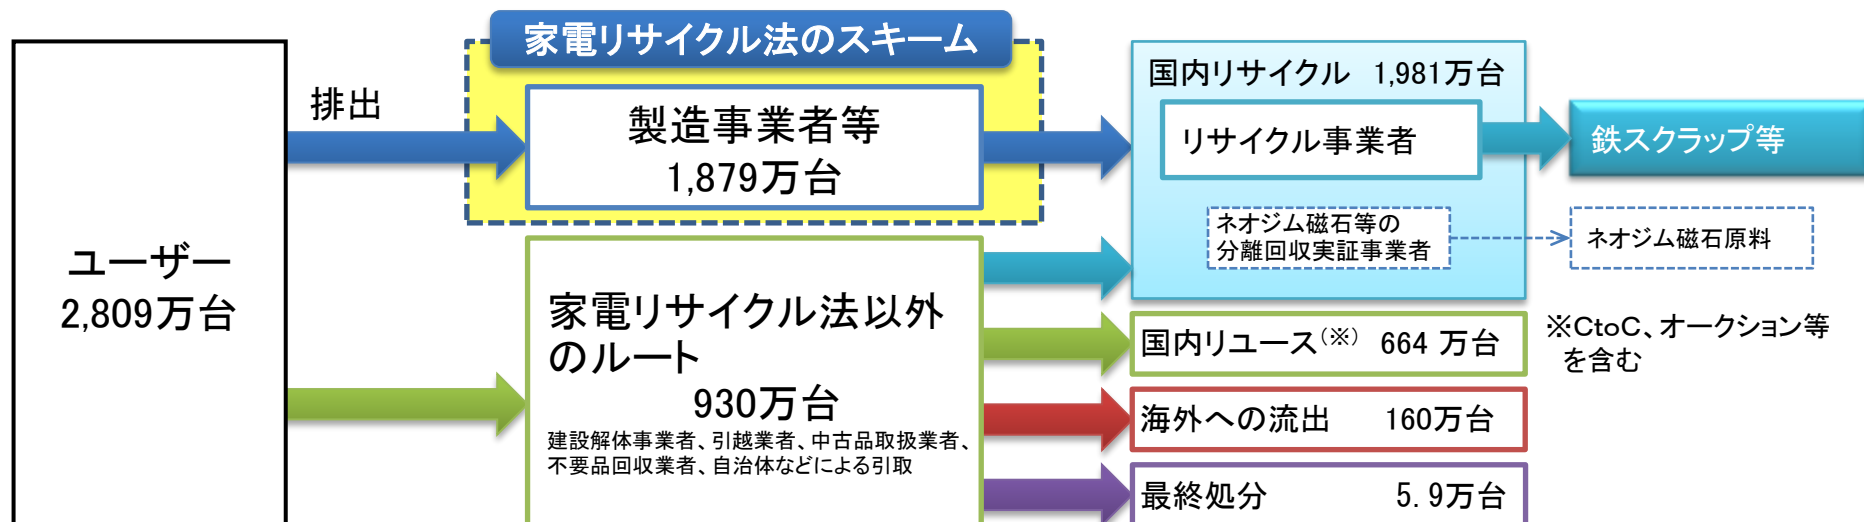 家電リサイクル法のスキーム
ユーザー
2,809万台
排出
製造事業者等
1,879万台
国内リサイクル 1,981万台
リサイクル事業者
鉄スクラップ等
ネオジム磁石等の
分離回収実証事業者
ネオジム磁石原料
家電リサイクル法以外
のルート
930万台
建設解体事業者、引越業者、中古品取扱業者、
不要品回収業者、自治体などによる引取
国内リユース(※) 664 万台
※CtoC、オークション等
を含む
海外への流出 160万台
最終処分 5.9万台